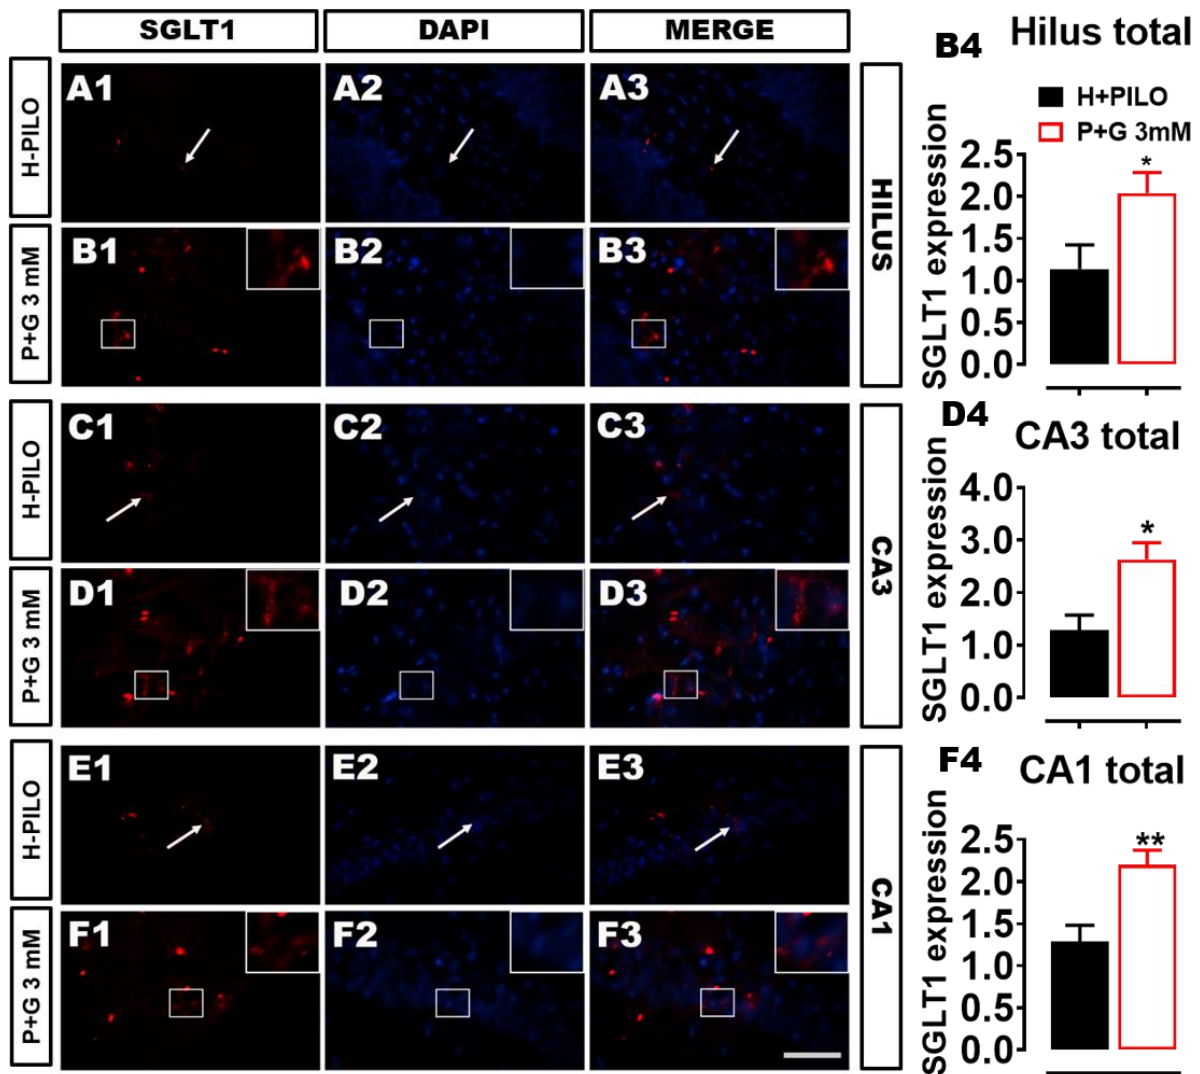 SGLT1 DAPI MERGE
H-PILO
A1 A2 A3
P+G 3 mM
B1 B2 B3
HILUS
H-PILO
C1 C2 C3
P+G 3 mM
D1 D2 D3
CA3
H-PILO
E1 E2 E3
P+G 3 mM
F1 F2 F3
CA1
B4 Hilus total
H+PILO
P+G 3mM
SGLT1 expression
2.5
2.0
1.5
1.0
0.5
0.0
*
D4 CA3 total
SGLT1 expression
4.0
3.0
2.0
1.0
0.0
*
F4 CA1 total
SGLT1 expression
2.5
2.0
1.5
1.0
0.5
0.0
**